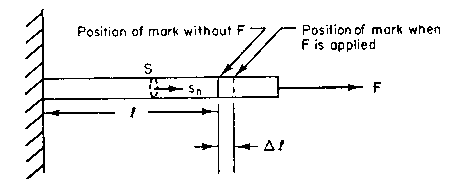 Position of mark without F
Position of mark when
F is applied
S
Sn
F
l
Δl